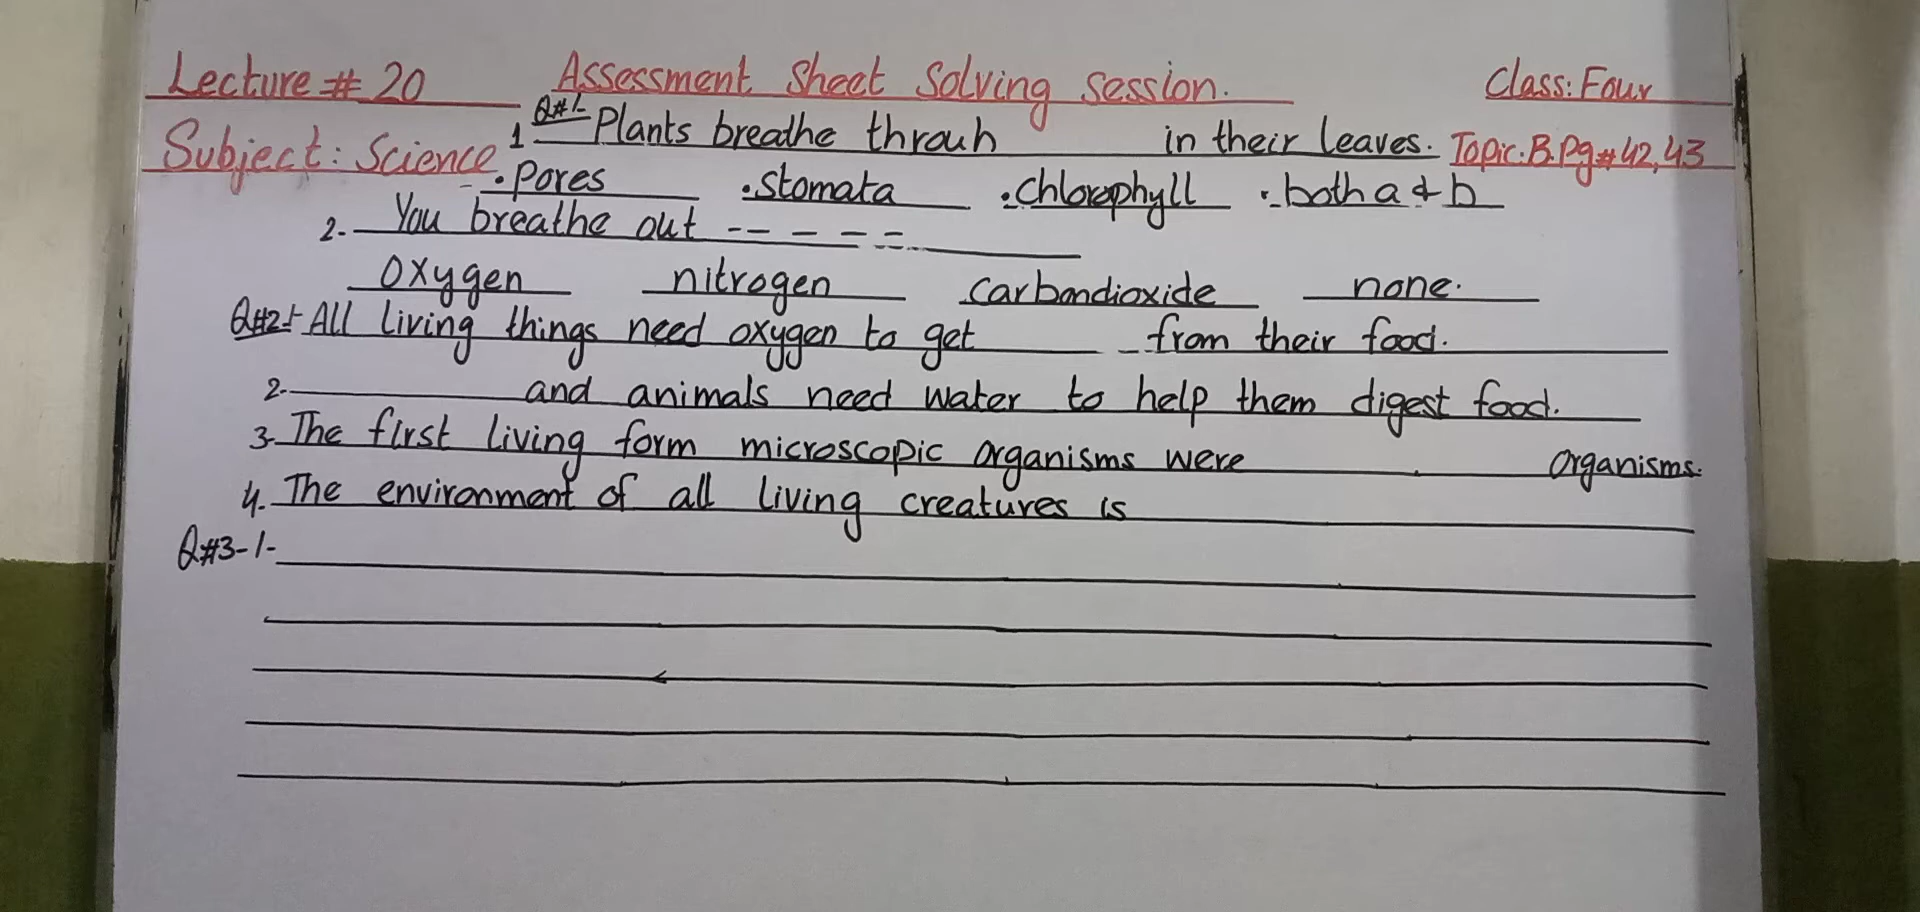 Lecture # 20 Assessment Sheet Solving Session. Class: Four
Subject: Science Topic.B.Pg#42,43
Q#1-
1 Plants breathe throuh in their leaves.
. Pores . Stomata . Chlorophyll . both a & b
2- You breathe out -- - - -
Oxygen nitrogen carbondioxide none.
Q#2:- All living things need oxygen to get from their food.
2- and animals need water to help them digest food.
3- The first living form microscopic organisms were organisms.
4. The environment of all living creatures is
Q#3-1-